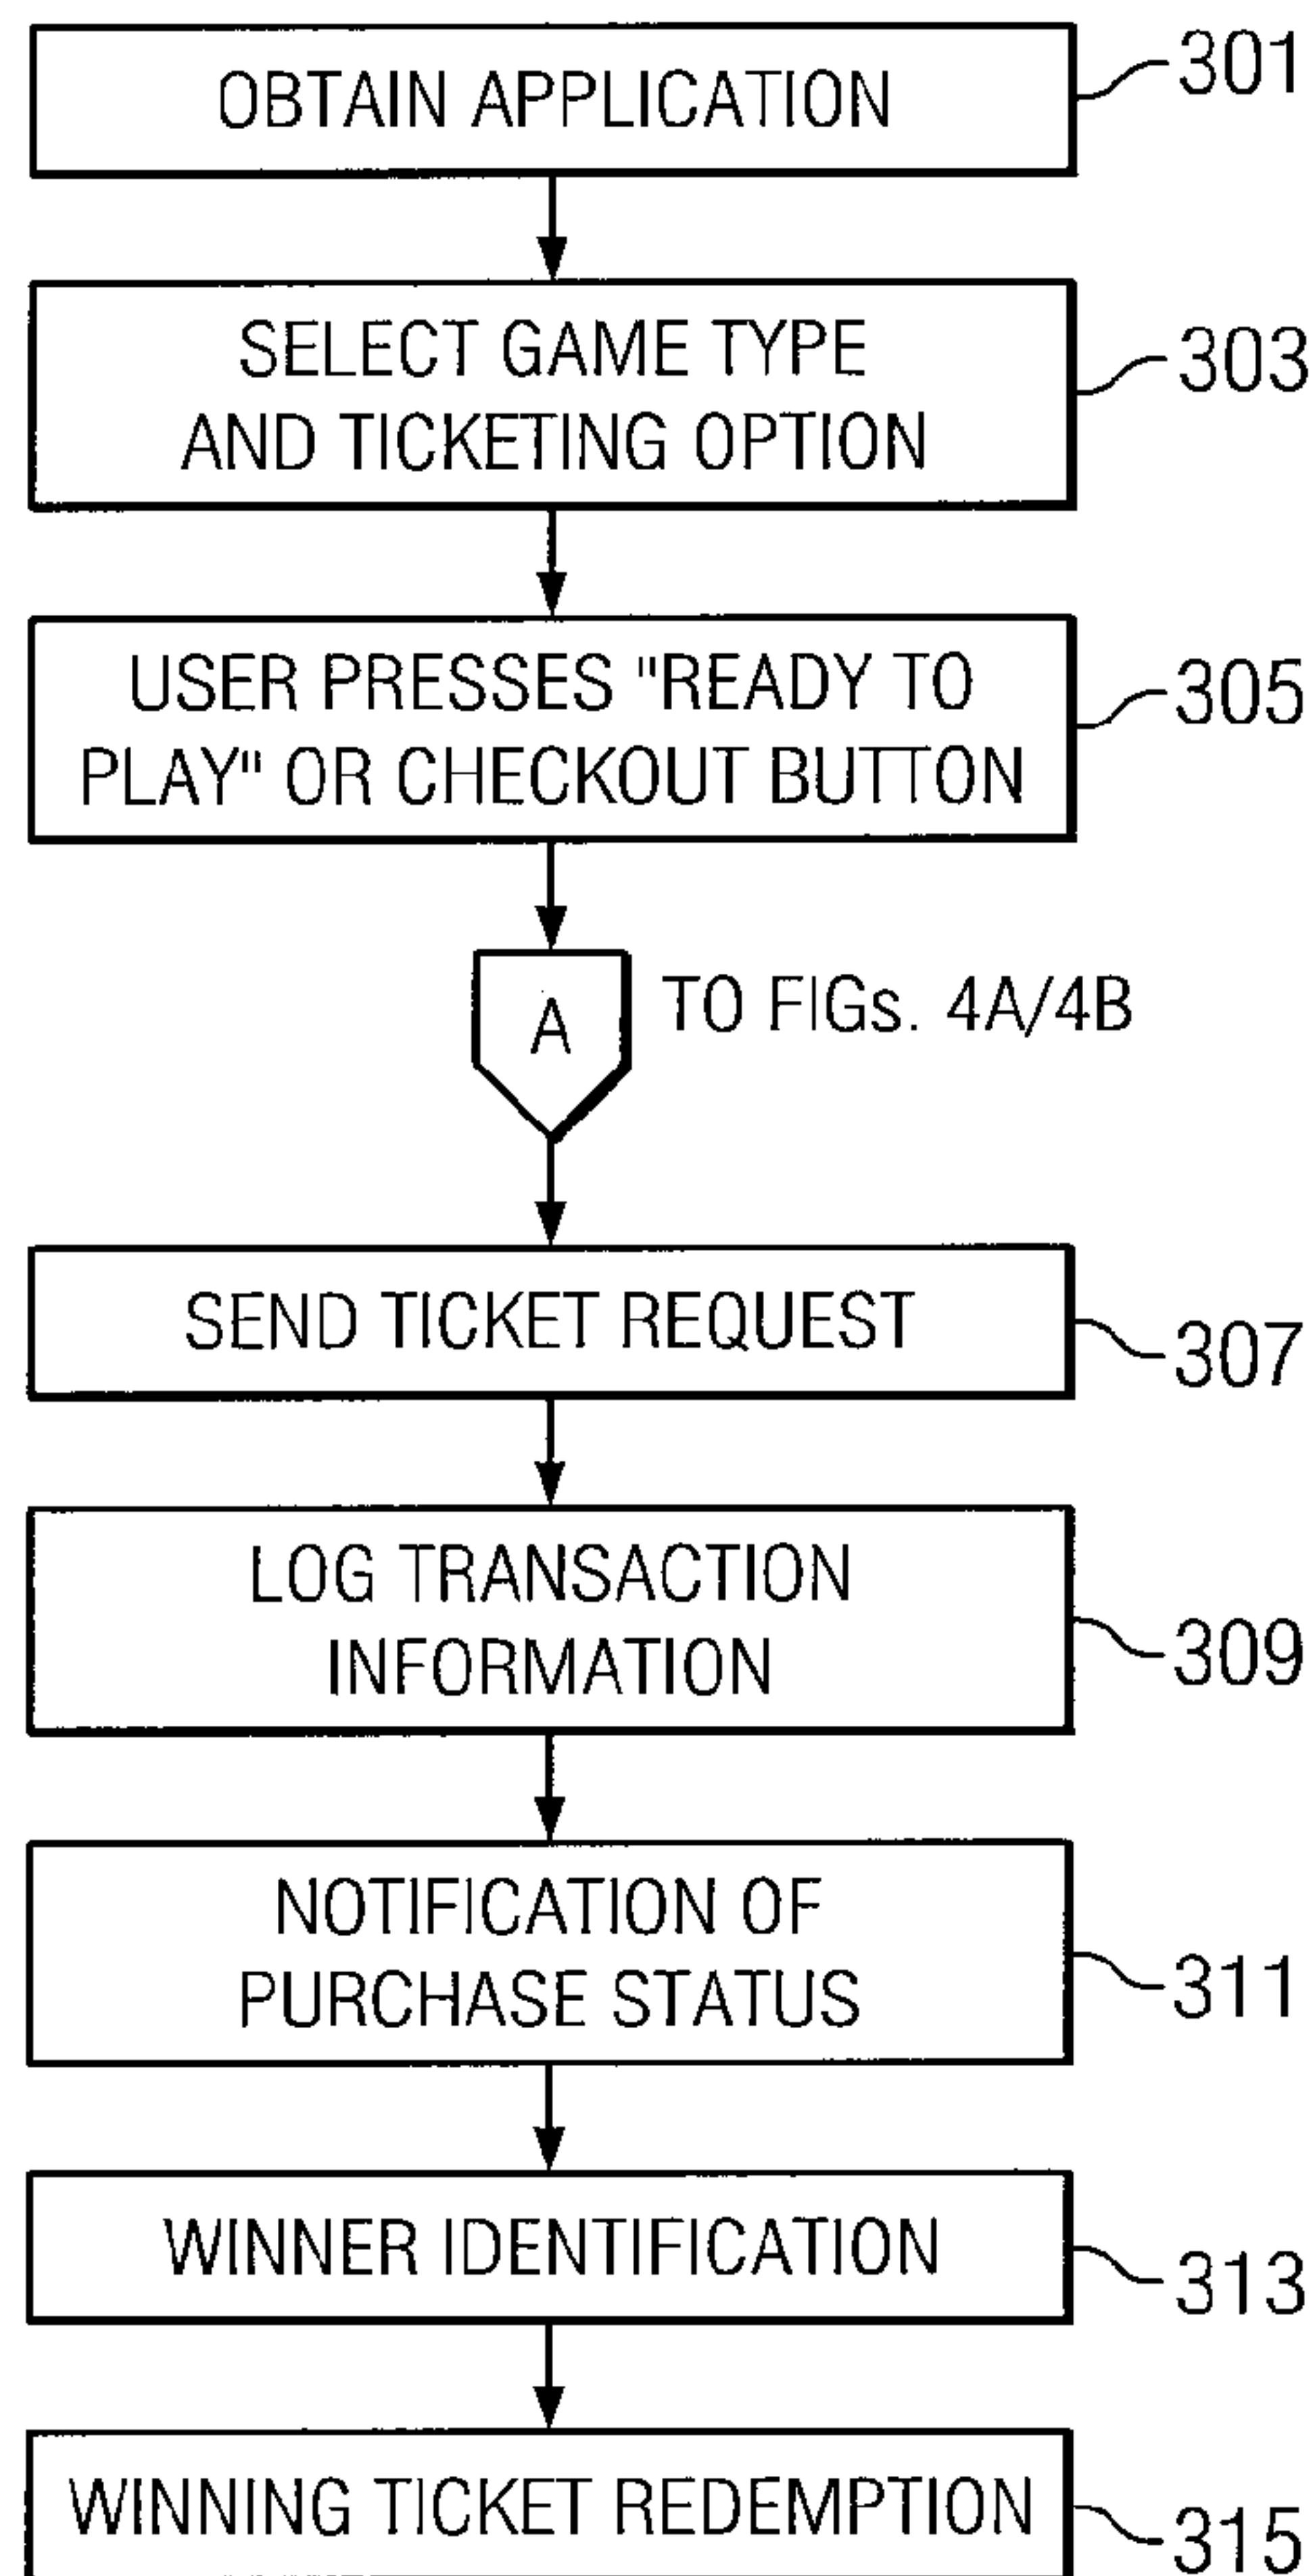 OBTAIN APPLICATION
301
SELECT GAME TYPE
AND TICKETING OPTION
303
USER PRESSES "READY TO
PLAY" OR CHECKOUT BUTTON
305
A
TO FIGs. 4A/4B
SEND TICKET REQUEST
307
LOG TRANSACTION
INFORMATION
309
NOTIFICATION OF
PURCHASE STATUS
311
WINNER IDENTIFICATION
313
WINNING TICKET REDEMPTION
315